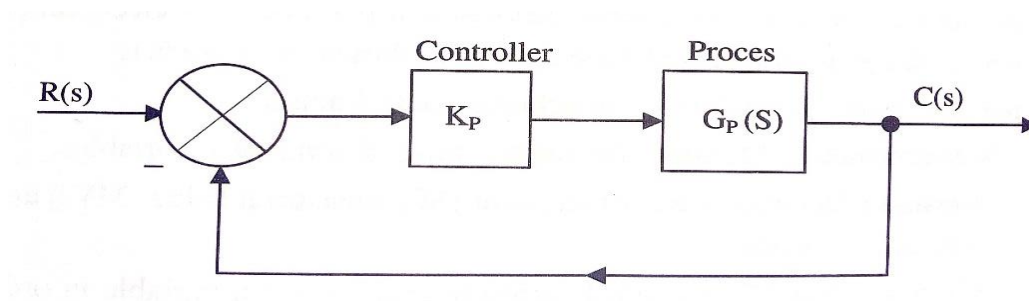 Controller
Proces
R(s)
K_P
G_P (S)
C(s)
−